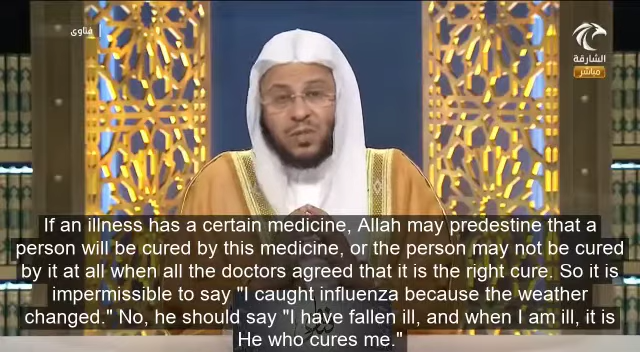 فتاوى
الشارقة
مباشر
If an illness has a certain medicine, Allah may predestine that a
person will be cured by this medicine, or the person may not be cured
by it at all when all the doctors agreed that it is the right cure. So it is
impermissible to say "I caught influenza because the weather
changed." No, he should say "I have fallen ill, and when I am ill, it is
He who cures me."